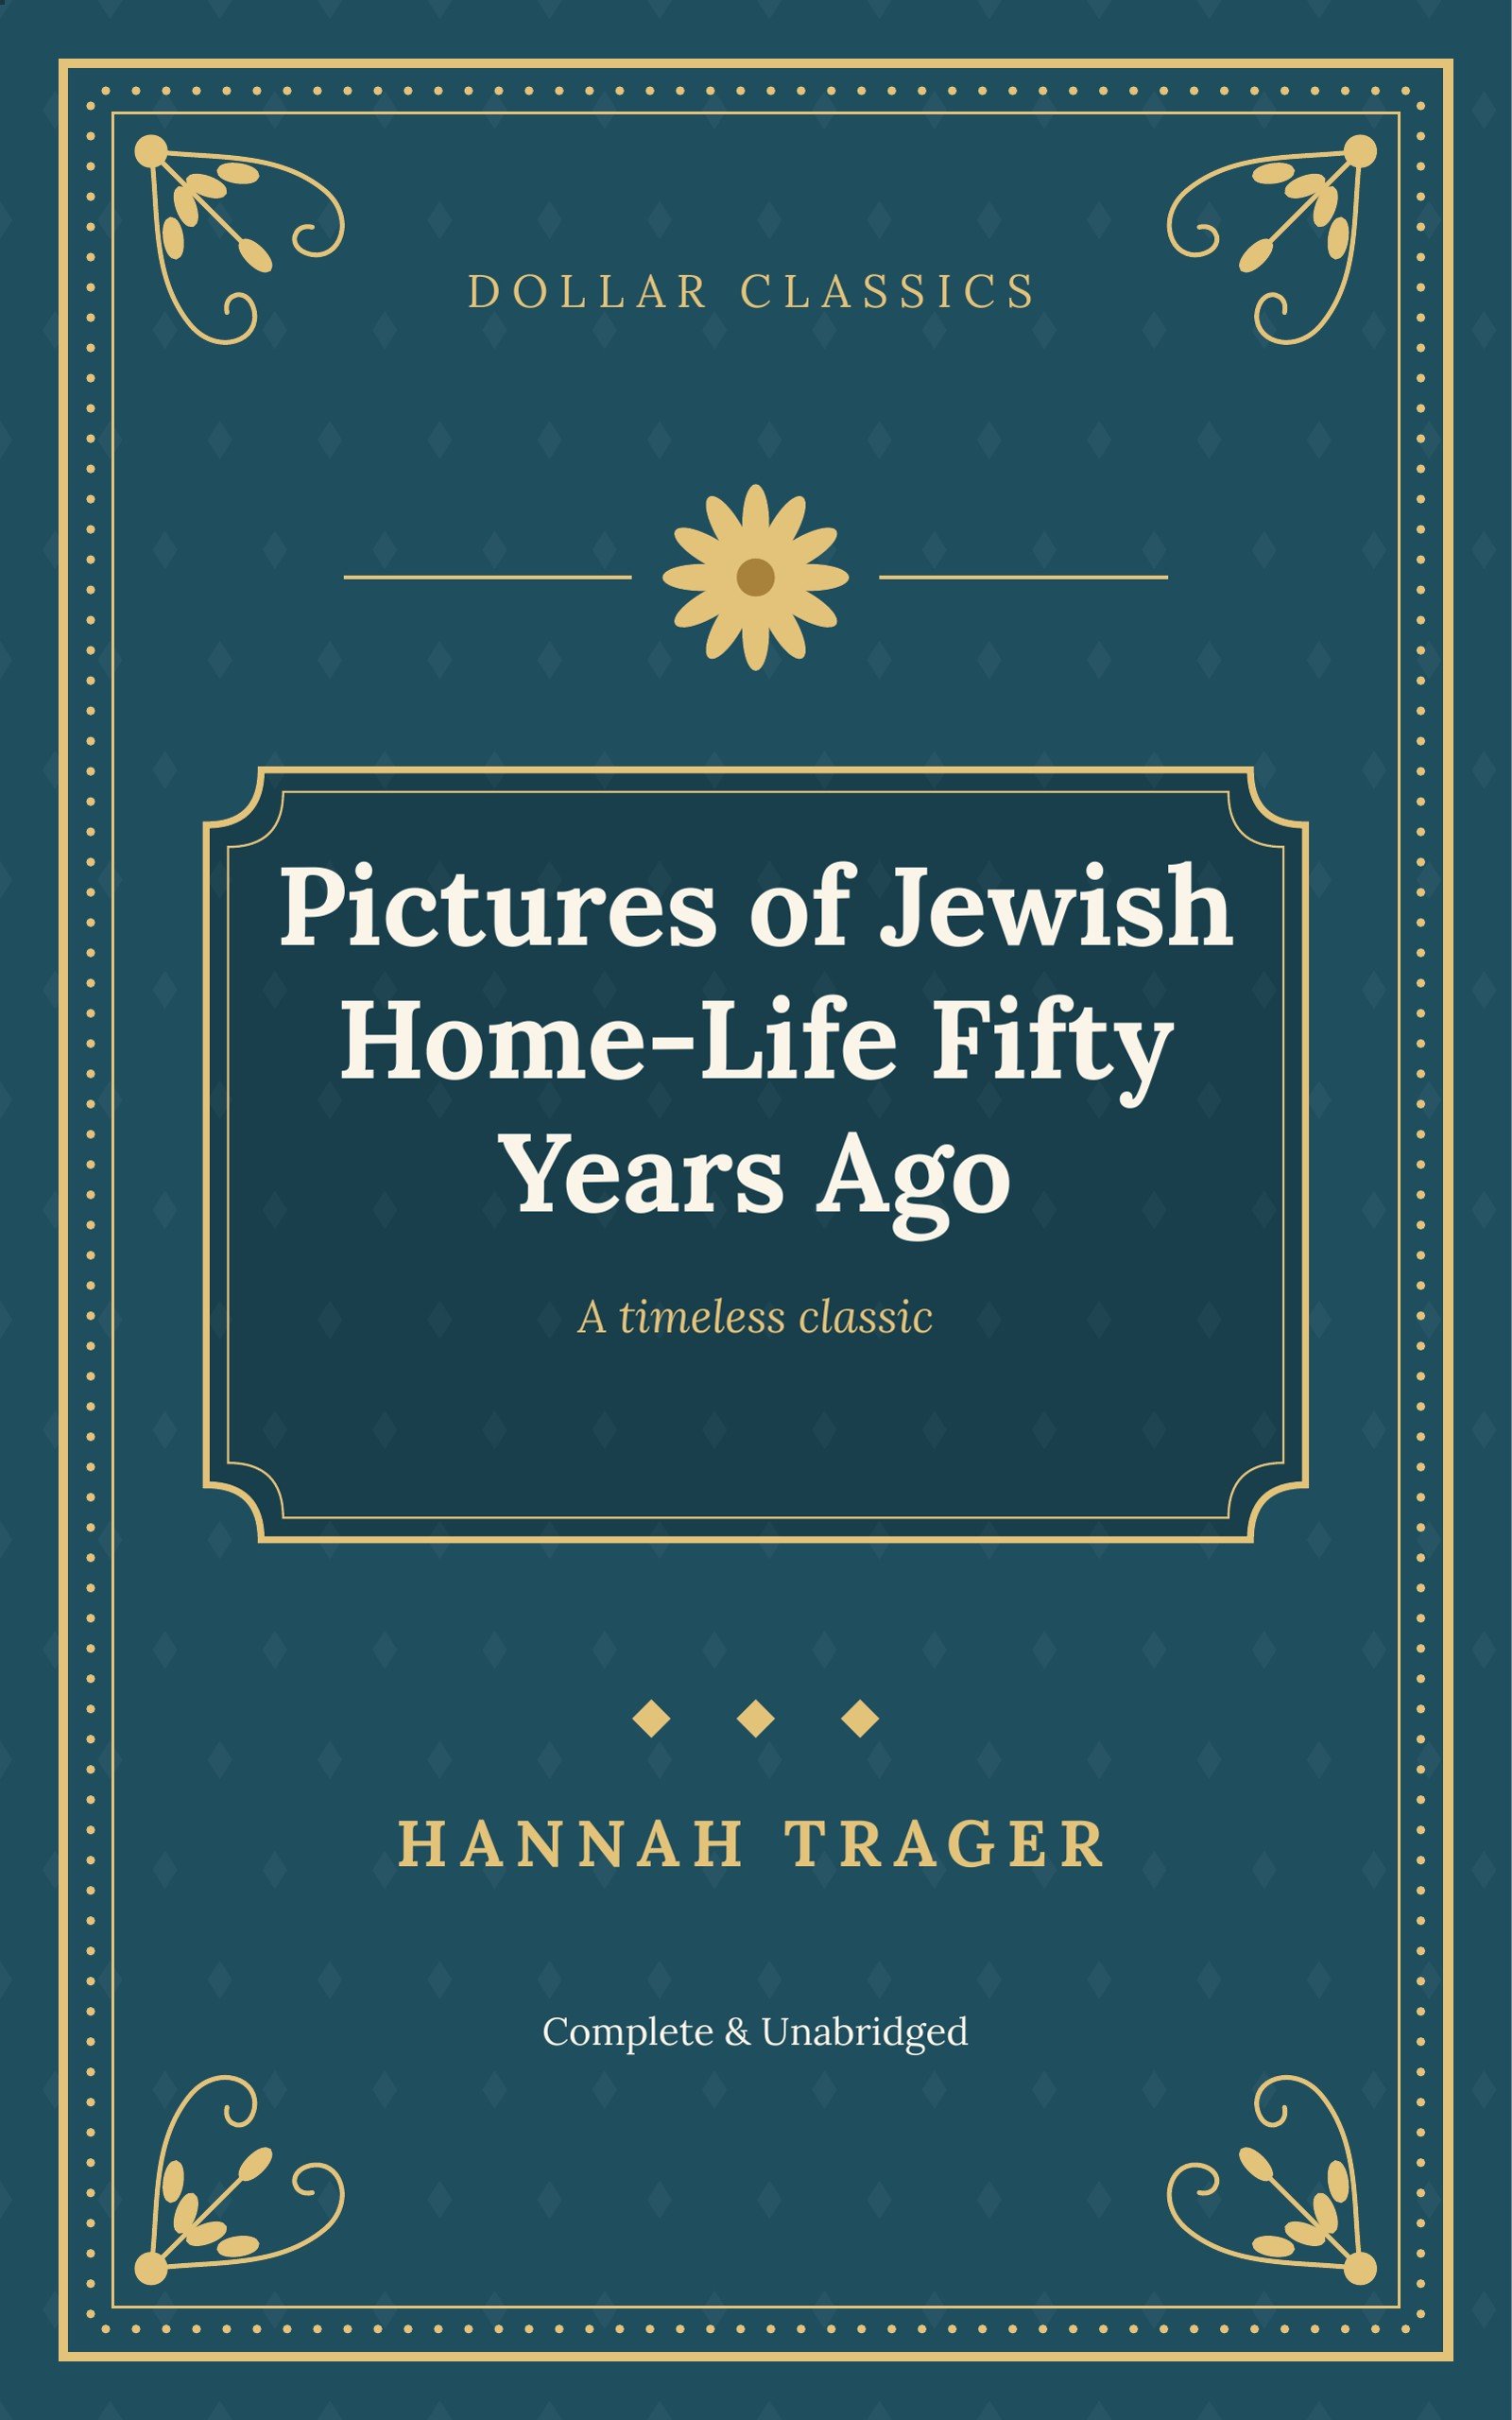 DOLLAR CLASSICS
Pictures of Jewish
Home-Life Fifty
Years Ago
A timeless classic
HANNAH TRAGER
Complete & Unabridged